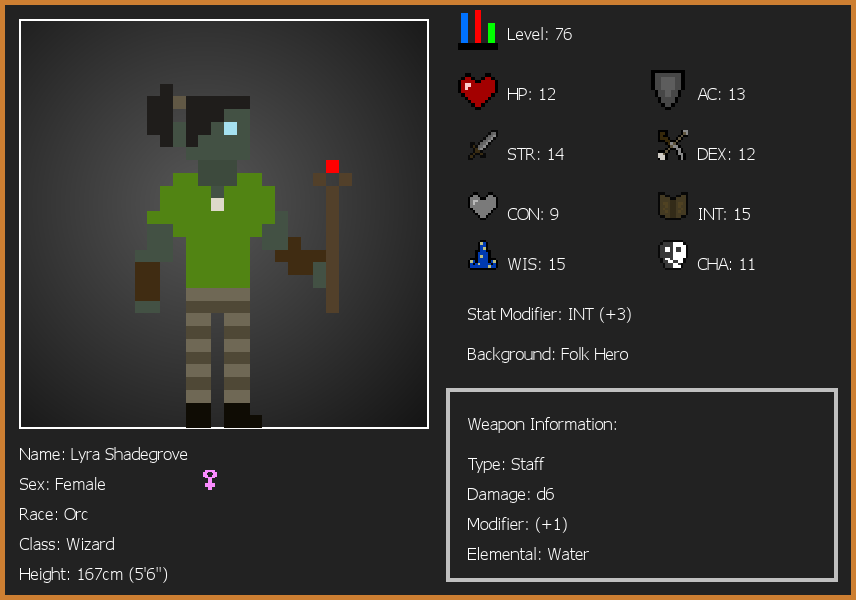 Level: 76
HP: 12
AC: 13
STR: 14
DEX: 12
CON: 9
INT: 15
WIS: 15
CHA: 11
Stat Modifier: INT (+3)
Background: Folk Hero
Weapon Information:
Type: Staff
Damage: d6
Modifier: (+1)
Elemental: Water
Name: Lyra Shadegrove
Sex: Female
Race: Orc
Class: Wizard
Height: 167cm (5'6")